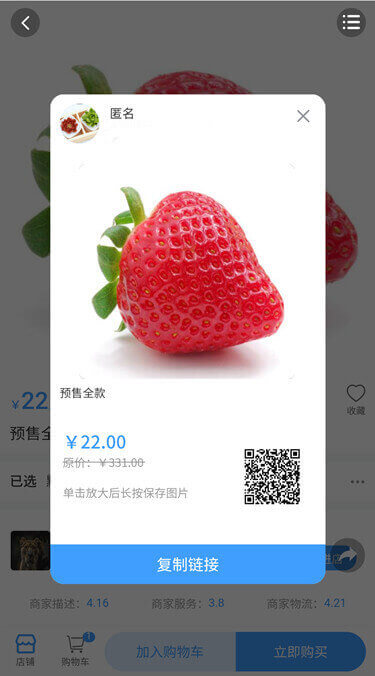 匿名
预售全款
￥22.00
原价：￥331.00
单击放大后长按保存图片
复制链接
￥22
收藏
预售全
已选
商家描述：4.16
商家服务：3.8
商家物流：4.21
店铺
购物车
1
加入购物车
立即购买